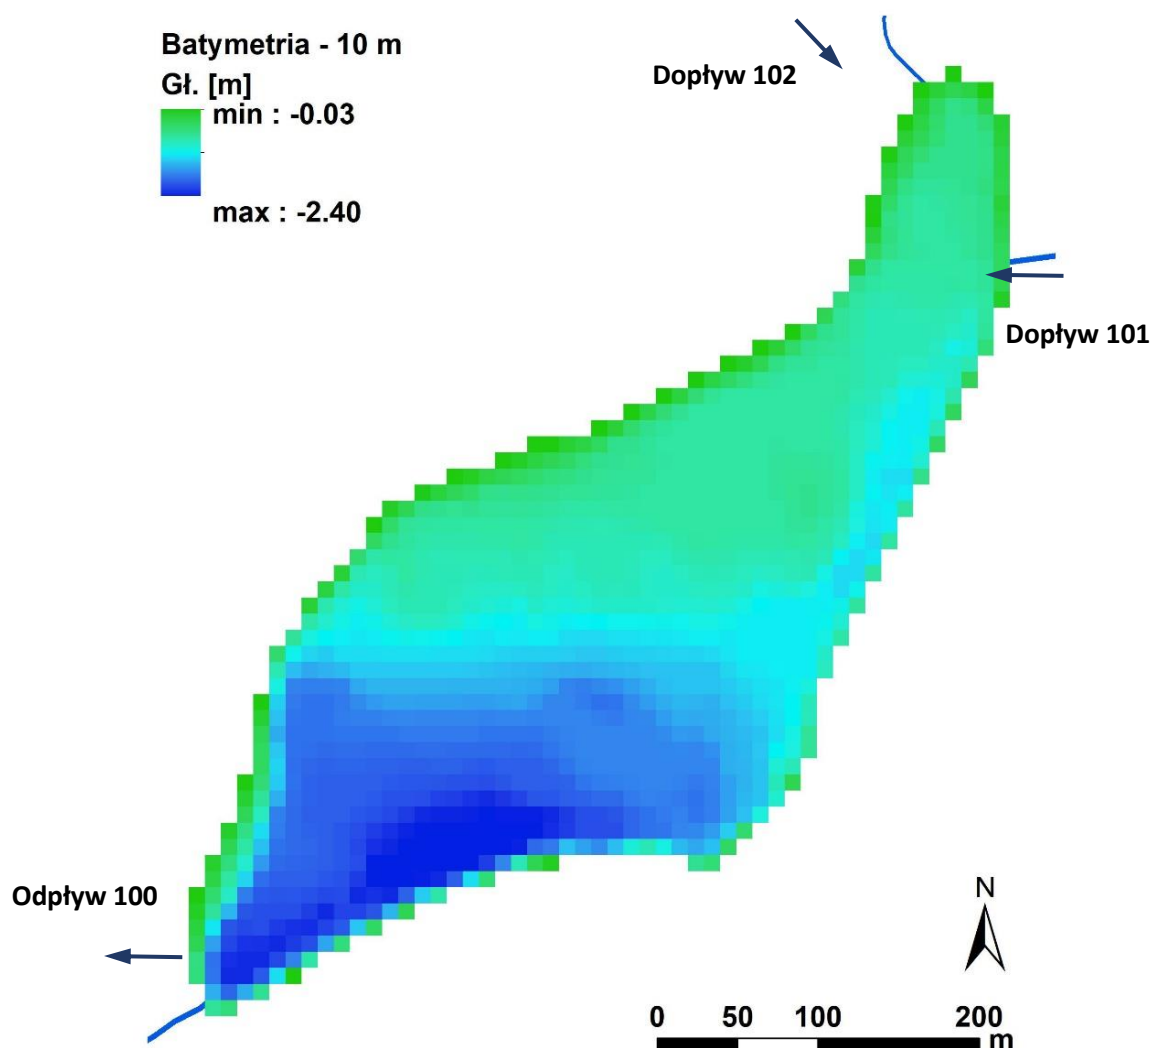 Batymetria - 10 m
Gł. [m]
min : -0.03
max : -2.40
Dopływ 102
Dopływ 101
Odpływ 100
N
0 50 100 200
m